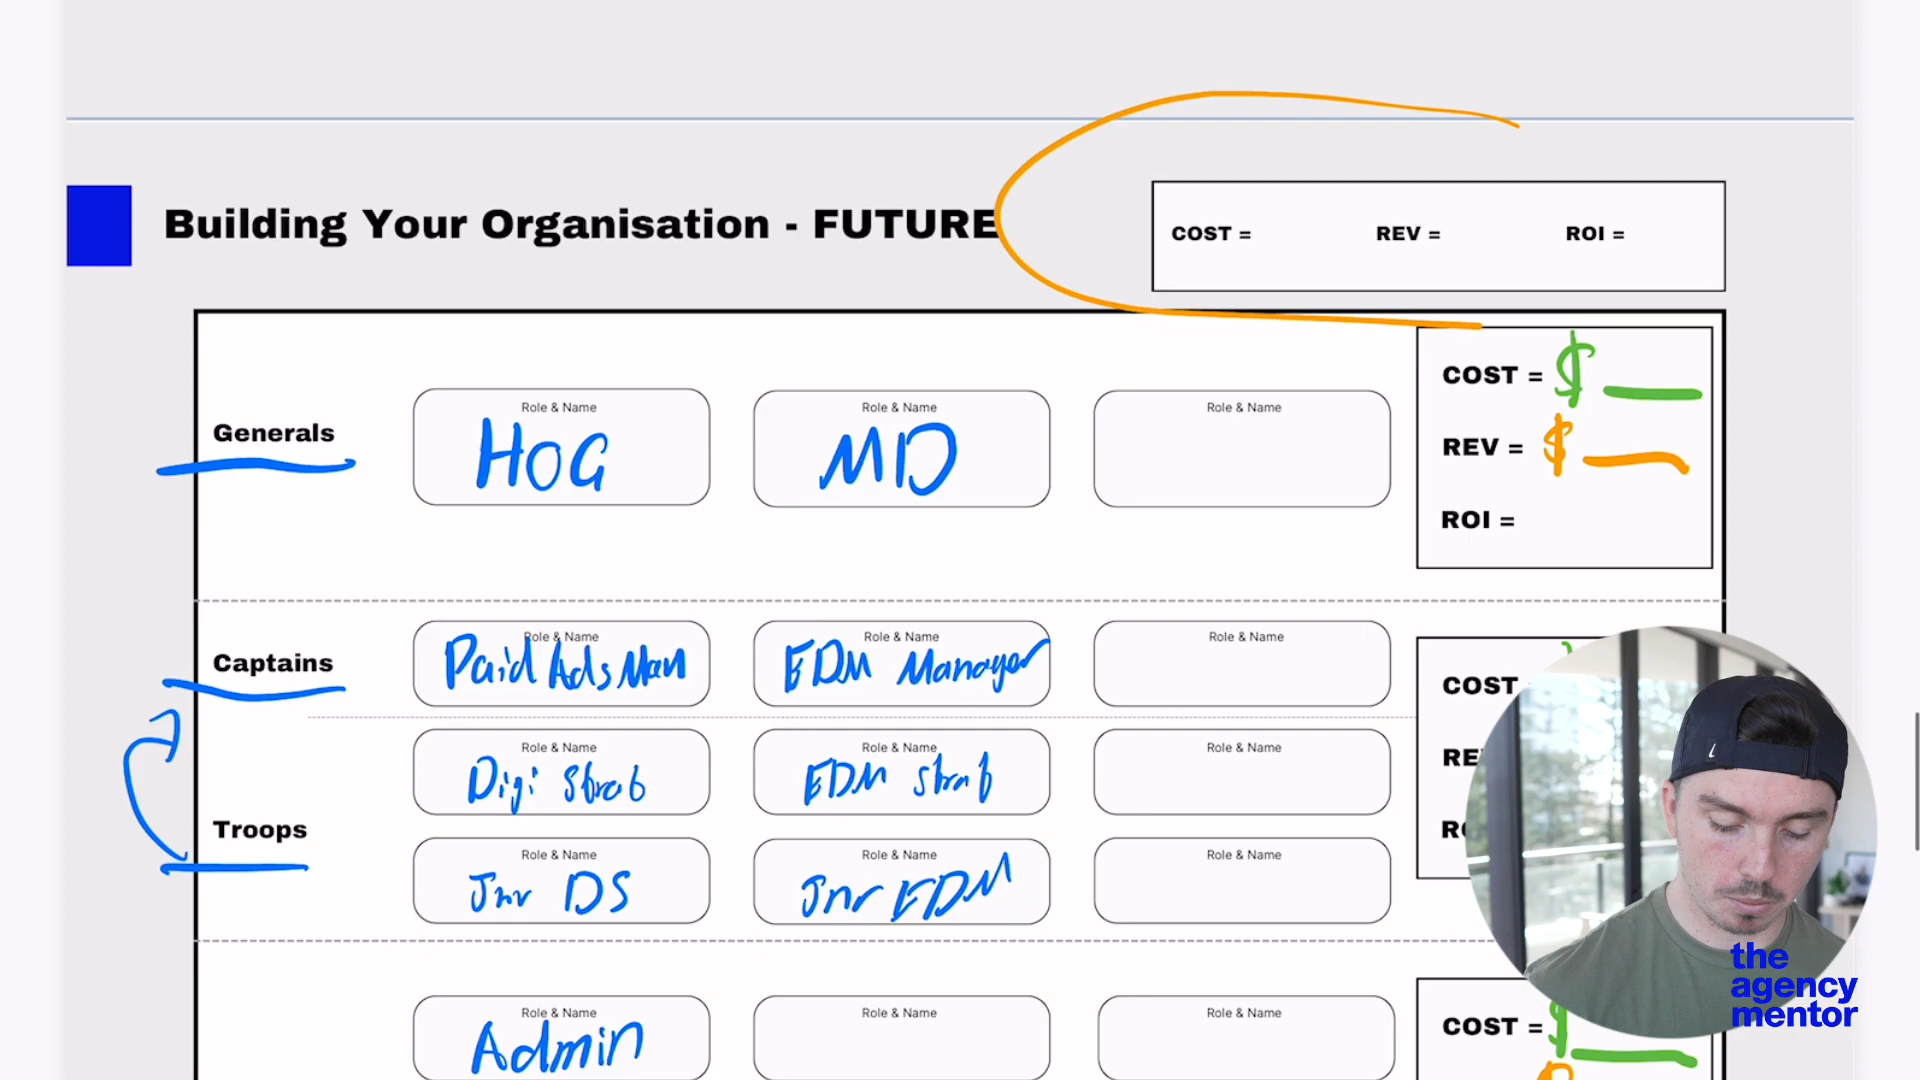 Building Your Organisation - FUTURE
COST = REV = ROI =
Generals
Role & Name
HOG
Role & Name
MD
Role & Name
COST = $
REV = $
ROI =
Captains
Role & Name
Paid Ads Man
Role & Name
EDM Manager
Role & Name
COST
Troops
Role & Name
Digi Strat
Role & Name
EDM Strat
Role & Name
Role & Name
Jnr DS
Role & Name
Jnr EDM
Role & Name
Role & Name
Admin
Role & Name
Role & Name
COST = $
the
agency
mentor